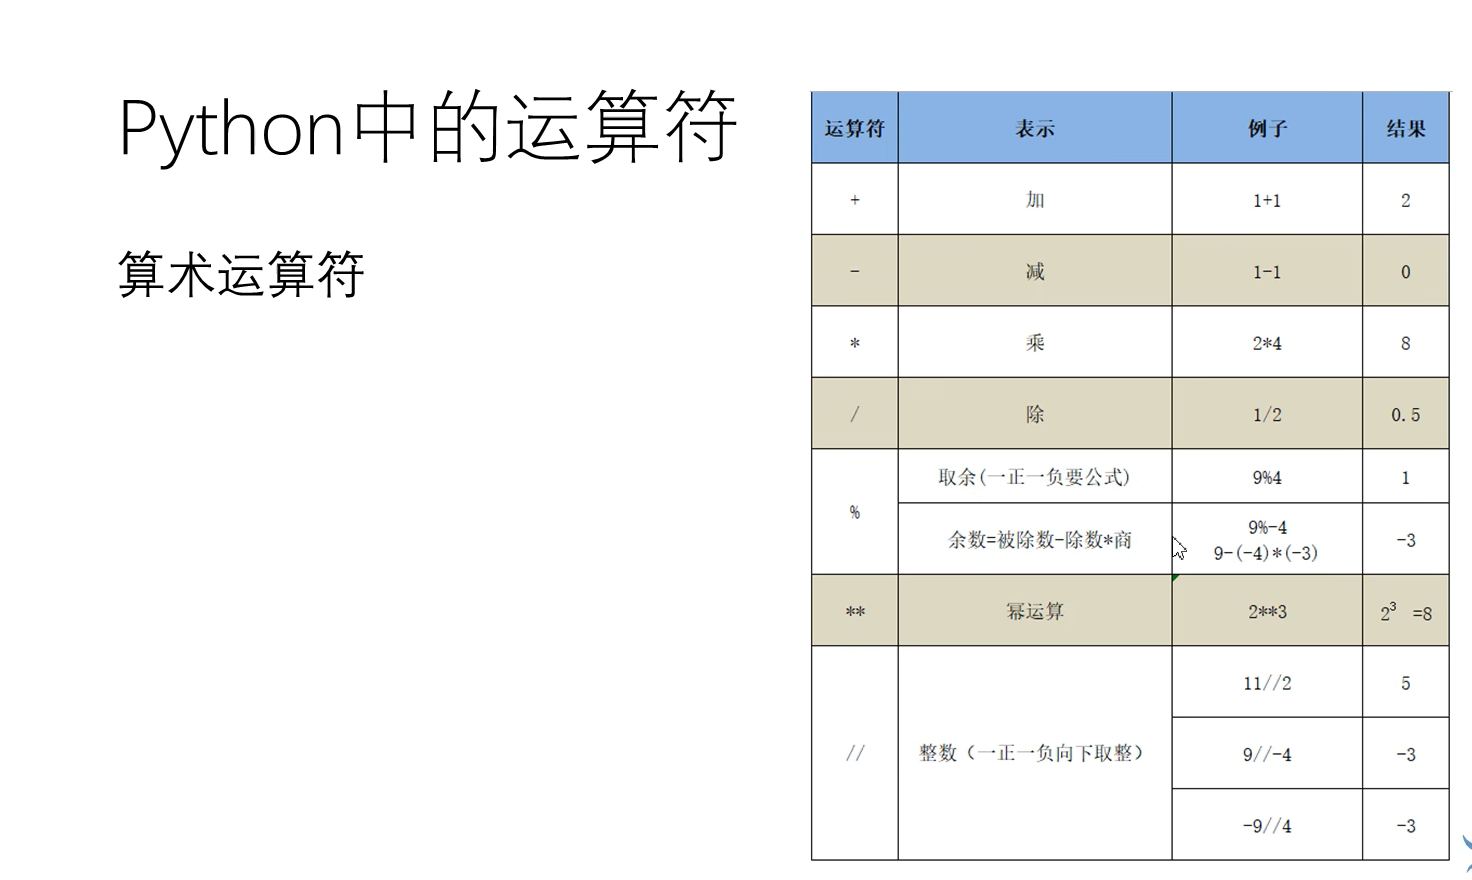 Python中的运算符
算术运算符
运算符 表示 例子 结果
+ 加 1+1 2
- 减 1-1 0
* 乘 2*4 8
/ 除 1/2 0.5
% 取余(一正一负要公式) 9%4 1
余数=被除数-除数*商 9%-4
9-(-4)*(-3) -3
** 幂运算 2**3 2³ =8
// 整数（一正一负向下取整） 11//2 5
9//-4 -3
-9//4 -3